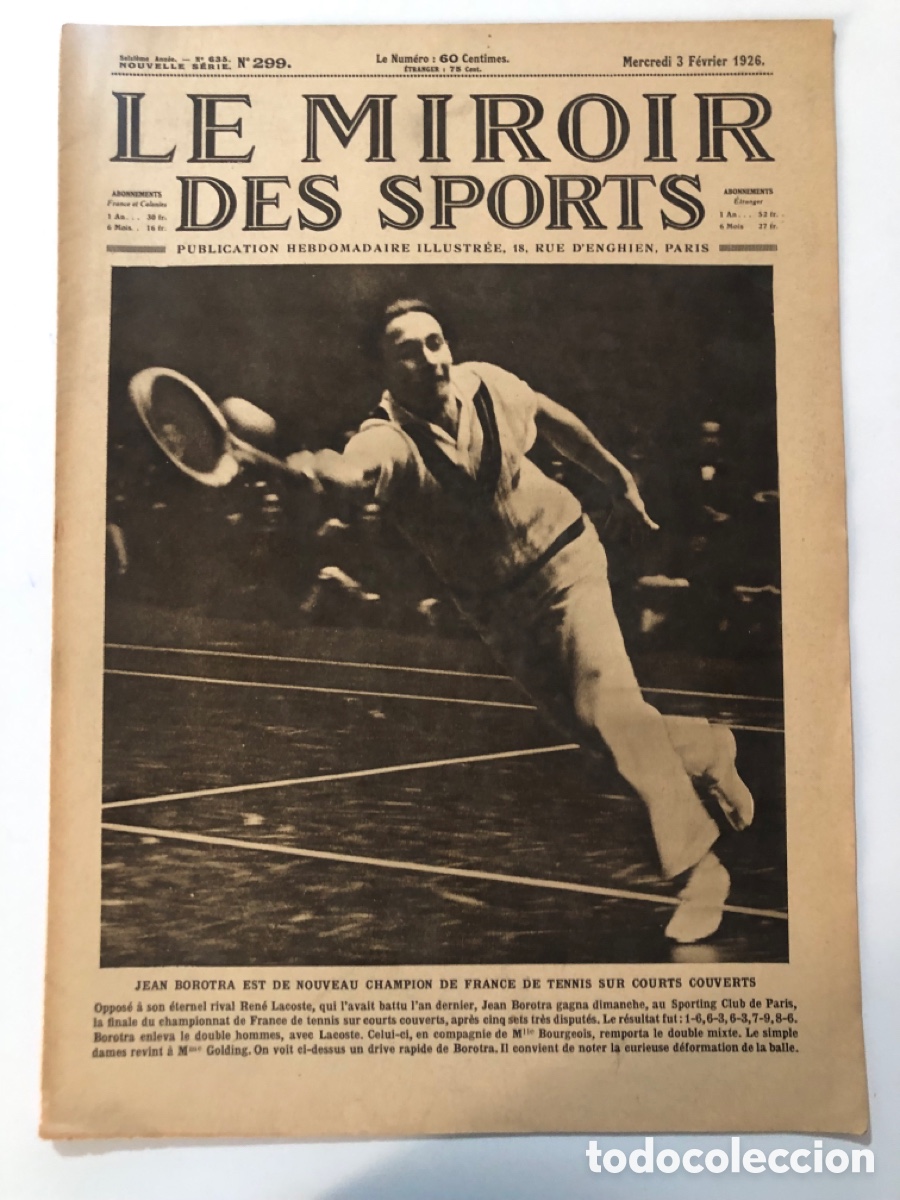 Seizième Année. — N° 635.
NOUVELLE SÉRIE. N° 299.
Le Numéro : 60 Centimes.
ÉTRANGER : 75 Cent.
Mercredi 3 Février 1926.
LE MIROIR
DES SPORTS
ABONNEMENTS
France et Colonies
1 An... 30 fr.
6 Mois.. 16 fr.
ABONNEMENTS
Étranger
1 An... 52 fr.
6 Mois 27 fr.
PUBLICATION HEBDOMADAIRE ILLUSTRÉE, 18, RUE D'ENGHIEN, PARIS
JEAN BOROTRA EST DE NOUVEAU CHAMPION DE FRANCE DE TENNIS SUR COURTS COUVERTS
Opposé à son éternel rival René Lacoste, qui l'avait battu l'an dernier, Jean Borotra gagna dimanche, au Sporting Club de Paris,
la finale du championnat de France de tennis sur courts couverts, après cinq sets très disputés. Le résultat fut : 1-6, 6-3, 6-3, 7-9, 8-6.
Borotra enleva le double hommes, avec Lacoste. Celui-ci, en compagnie de Mlle Bourgeois, remporta le double mixte. Le simple
dames revint à Mme Golding. On voit ci-dessus un drive rapide de Borotra. Il convient de noter la curieuse déformation de la balle.
todocoleccion